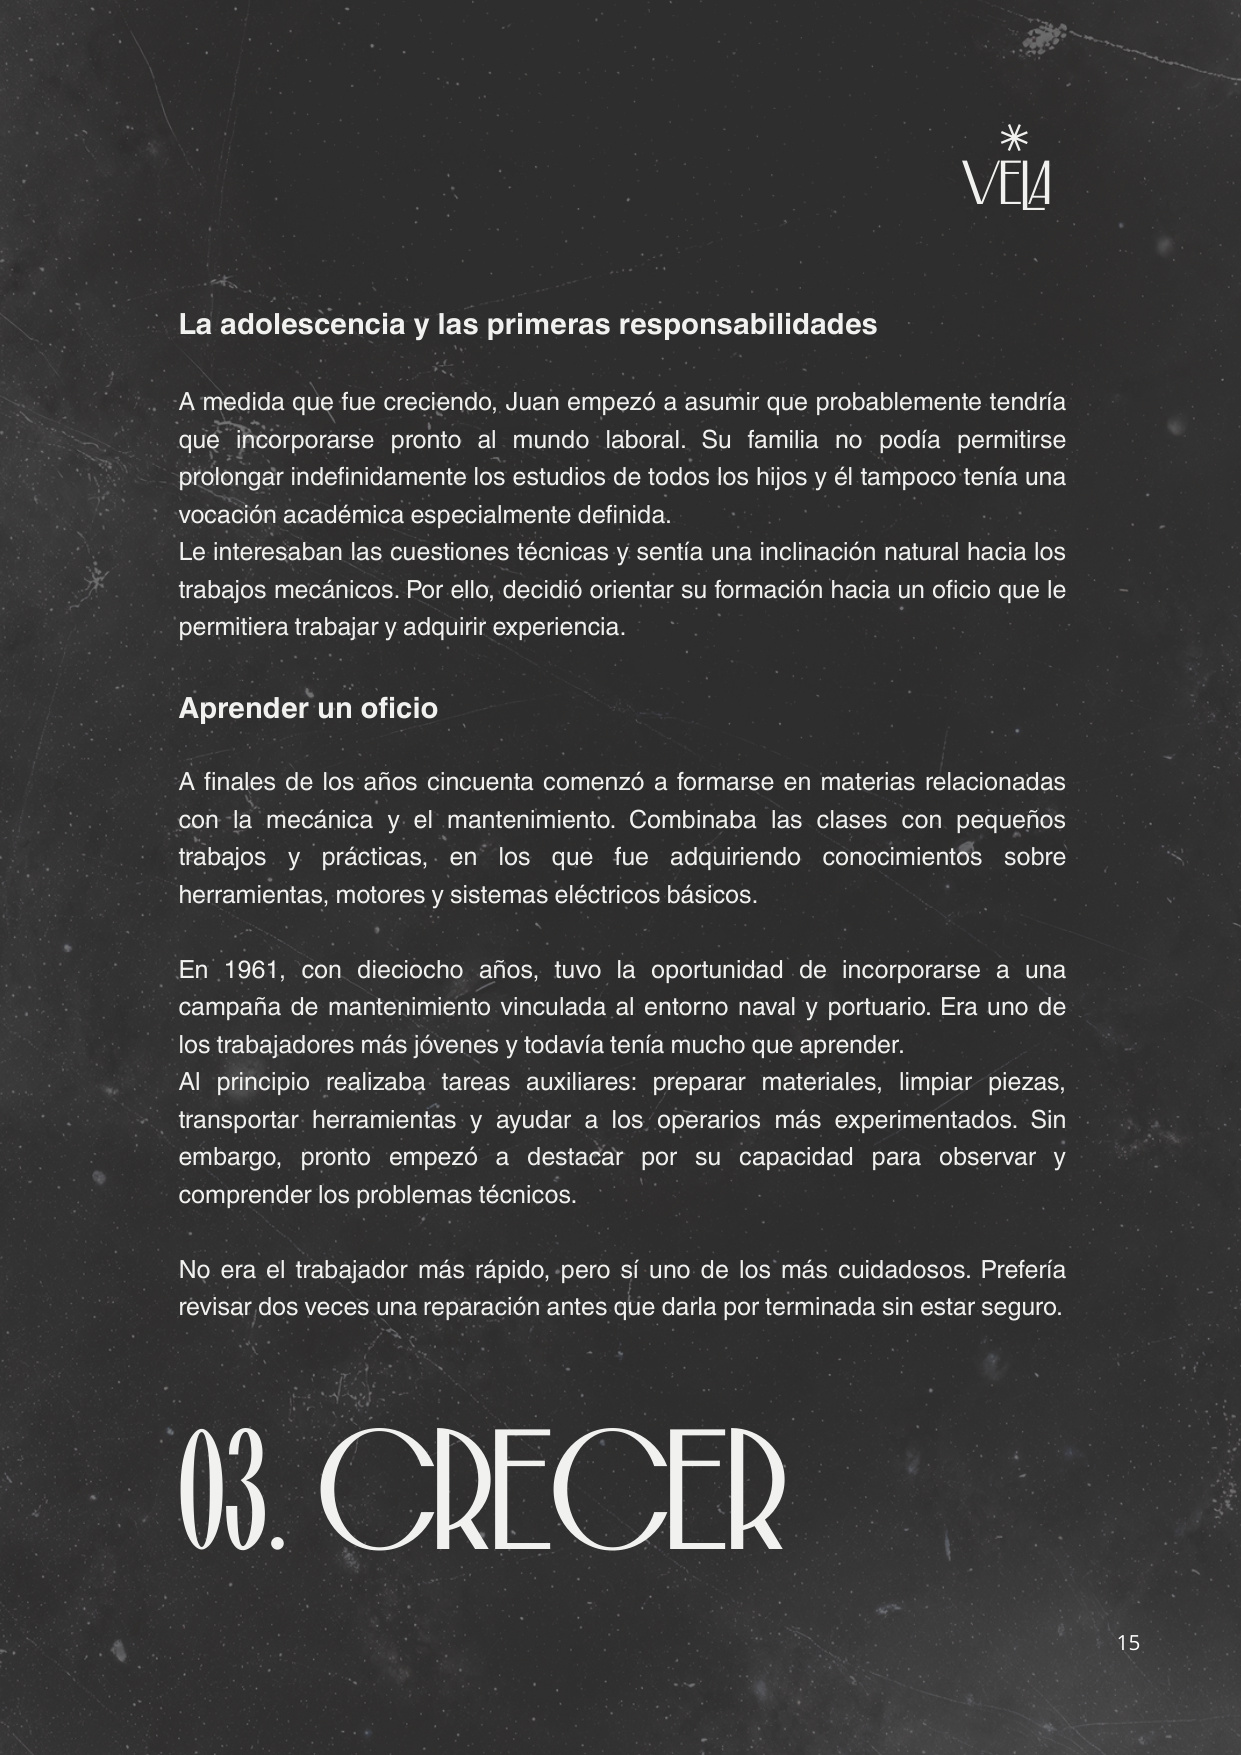 VELA
La adolescencia y las primeras responsabilidades
A medida que fue creciendo, Juan empezó a asumir que probablemente tendría
que incorporarse pronto al mundo laboral. Su familia no podía permitirse
prolongar indefinidamente los estudios de todos los hijos y él tampoco tenía una
vocación académica especialmente definida.
Le interesaban las cuestiones técnicas y sentía una inclinación natural hacia los
trabajos mecánicos. Por ello, decidió orientar su formación hacia un oficio que le
permitiera trabajar y adquirir experiencia.
Aprender un oficio
A finales de los años cincuenta comenzó a formarse en materias relacionadas
con la mecánica y el mantenimiento. Combinaba las clases con pequeños
trabajos y prácticas, en los que fue adquiriendo conocimientos sobre
herramientas, motores y sistemas eléctricos básicos.
En 1961, con dieciocho años, tuvo la oportunidad de incorporarse a una
campaña de mantenimiento vinculada al entorno naval y portuario. Era uno de
los trabajadores más jóvenes y todavía tenía mucho que aprender.
Al principio realizaba tareas auxiliares: preparar materiales, limpiar piezas,
transportar herramientas y ayudar a los operarios más experimentados. Sin
embargo, pronto empezó a destacar por su capacidad para observar y
comprender los problemas técnicos.
No era el trabajador más rápido, pero sí uno de los más cuidadosos. Prefería
revisar dos veces una reparación antes que darla por terminada sin estar seguro.
03. CRECER
15